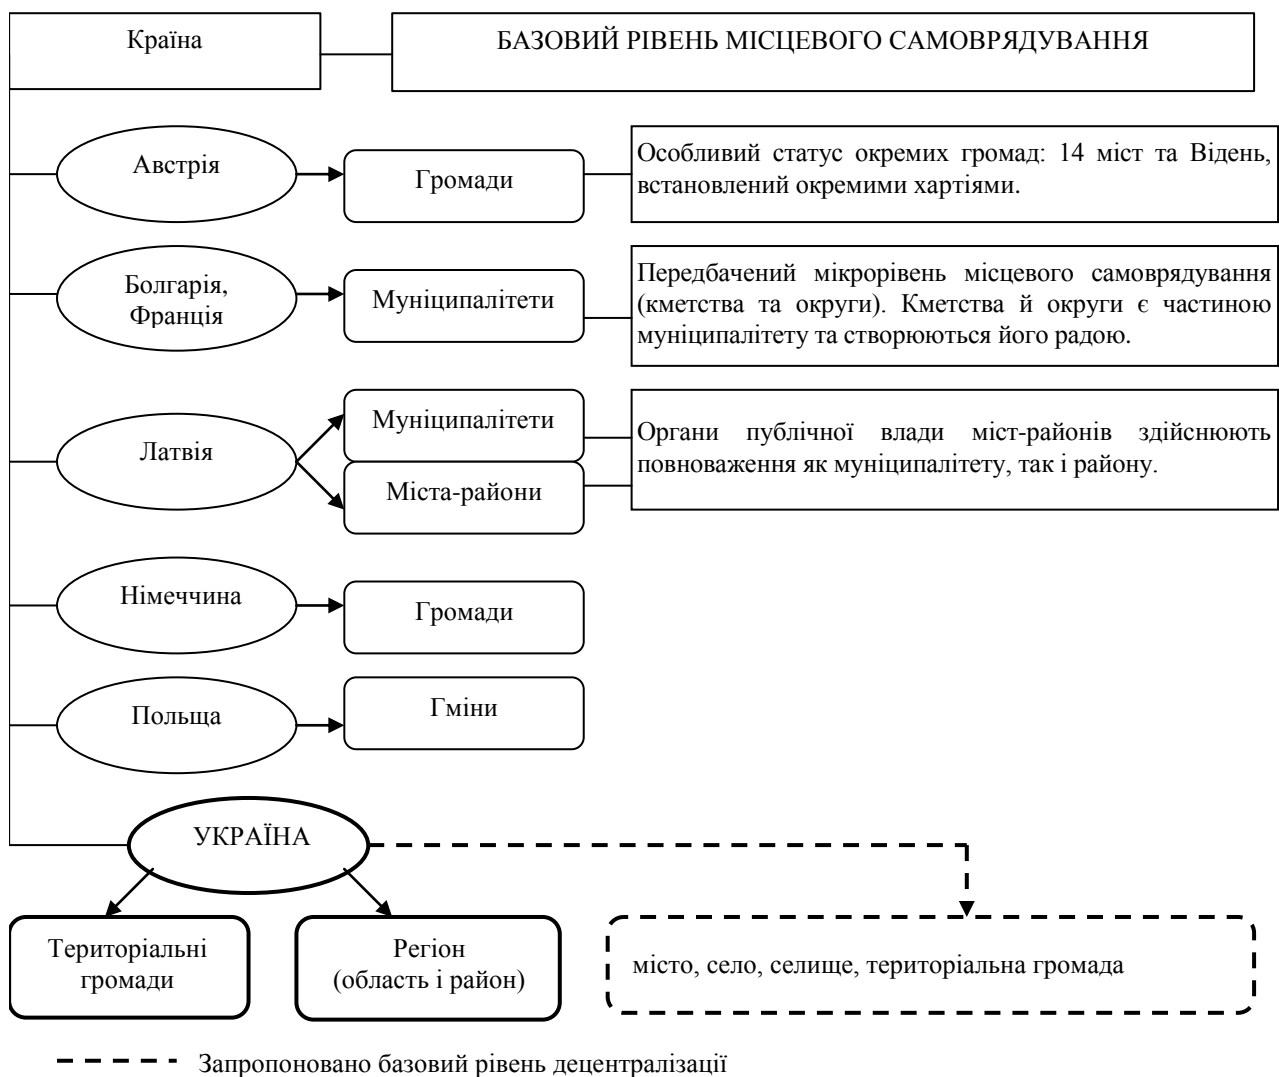 Країна
БАЗОВИЙ РІВЕНЬ МІСЦЕВОГО САМОВРЯДУВАННЯ
Австрія
Громади
Особливий статус окремих громад: 14 міст та Відень,
встановлений окремими хартіями.
Болгарія,
Франція
Муніципалітети
Передбачений мікрорівень місцевого самоврядування
(кметства та округи). Кметства й округи є частиною
муніципалітету та створюються його радою.
Латвія
Муніципалітети
Міста-райони
Органи публічної влади міст-районів здійснюють
повноваження як муніципалітету, так і району.
Німеччина
Громади
Польща
Гміни
УКРАЇНА
Територіальні
громади
Регіон
(область і район)
місто, село, селище, територіальна громада
Запропоновано базовий рівень децентралізації